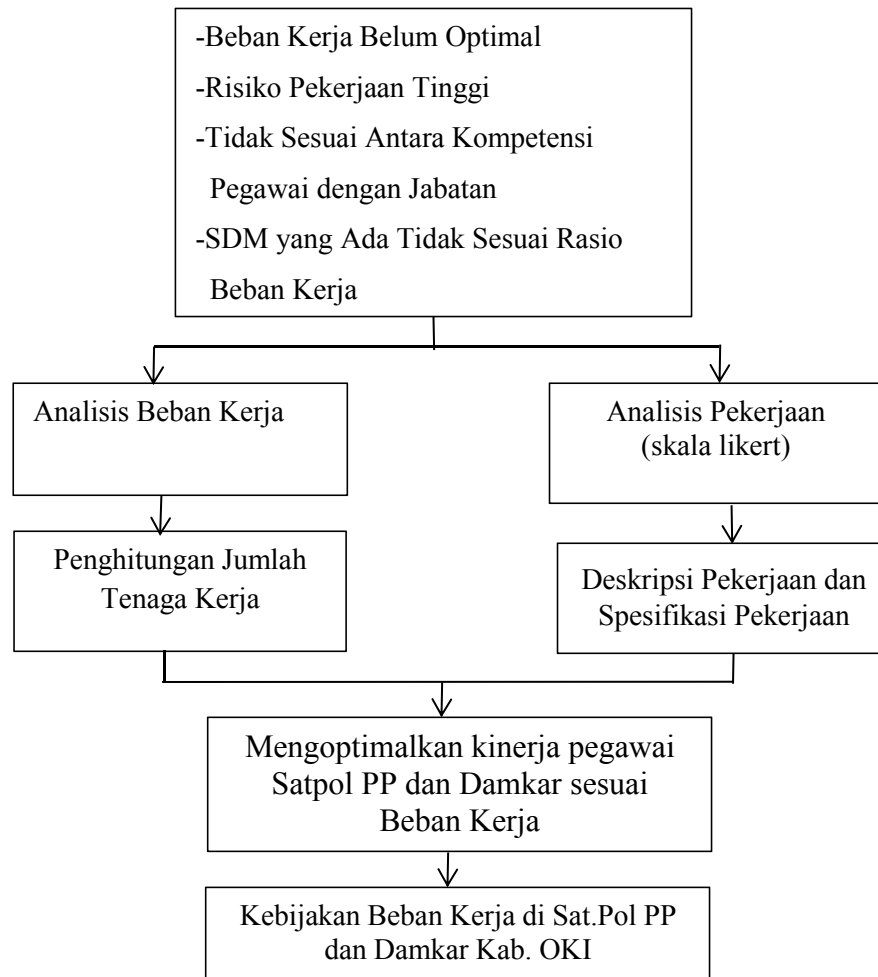 -Beban Kerja Belum Optimal
-Risiko Pekerjaan Tinggi
-Tidak Sesuai Antara Kompetensi
Pegawai dengan Jabatan
-SDM yang Ada Tidak Sesuai Rasio
Beban Kerja
Analisis Beban Kerja
Analisis Pekerjaan
(skala likert)
Penghitungan Jumlah
Tenaga Kerja
Deskripsi Pekerjaan dan
Spesifikasi Pekerjaan
Mengoptimalkan kinerja pegawai
Satpol PP dan Damkar sesuai
Beban Kerja
Kebijakan Beban Kerja di Sat.Pol PP
dan Damkar Kab. OKI